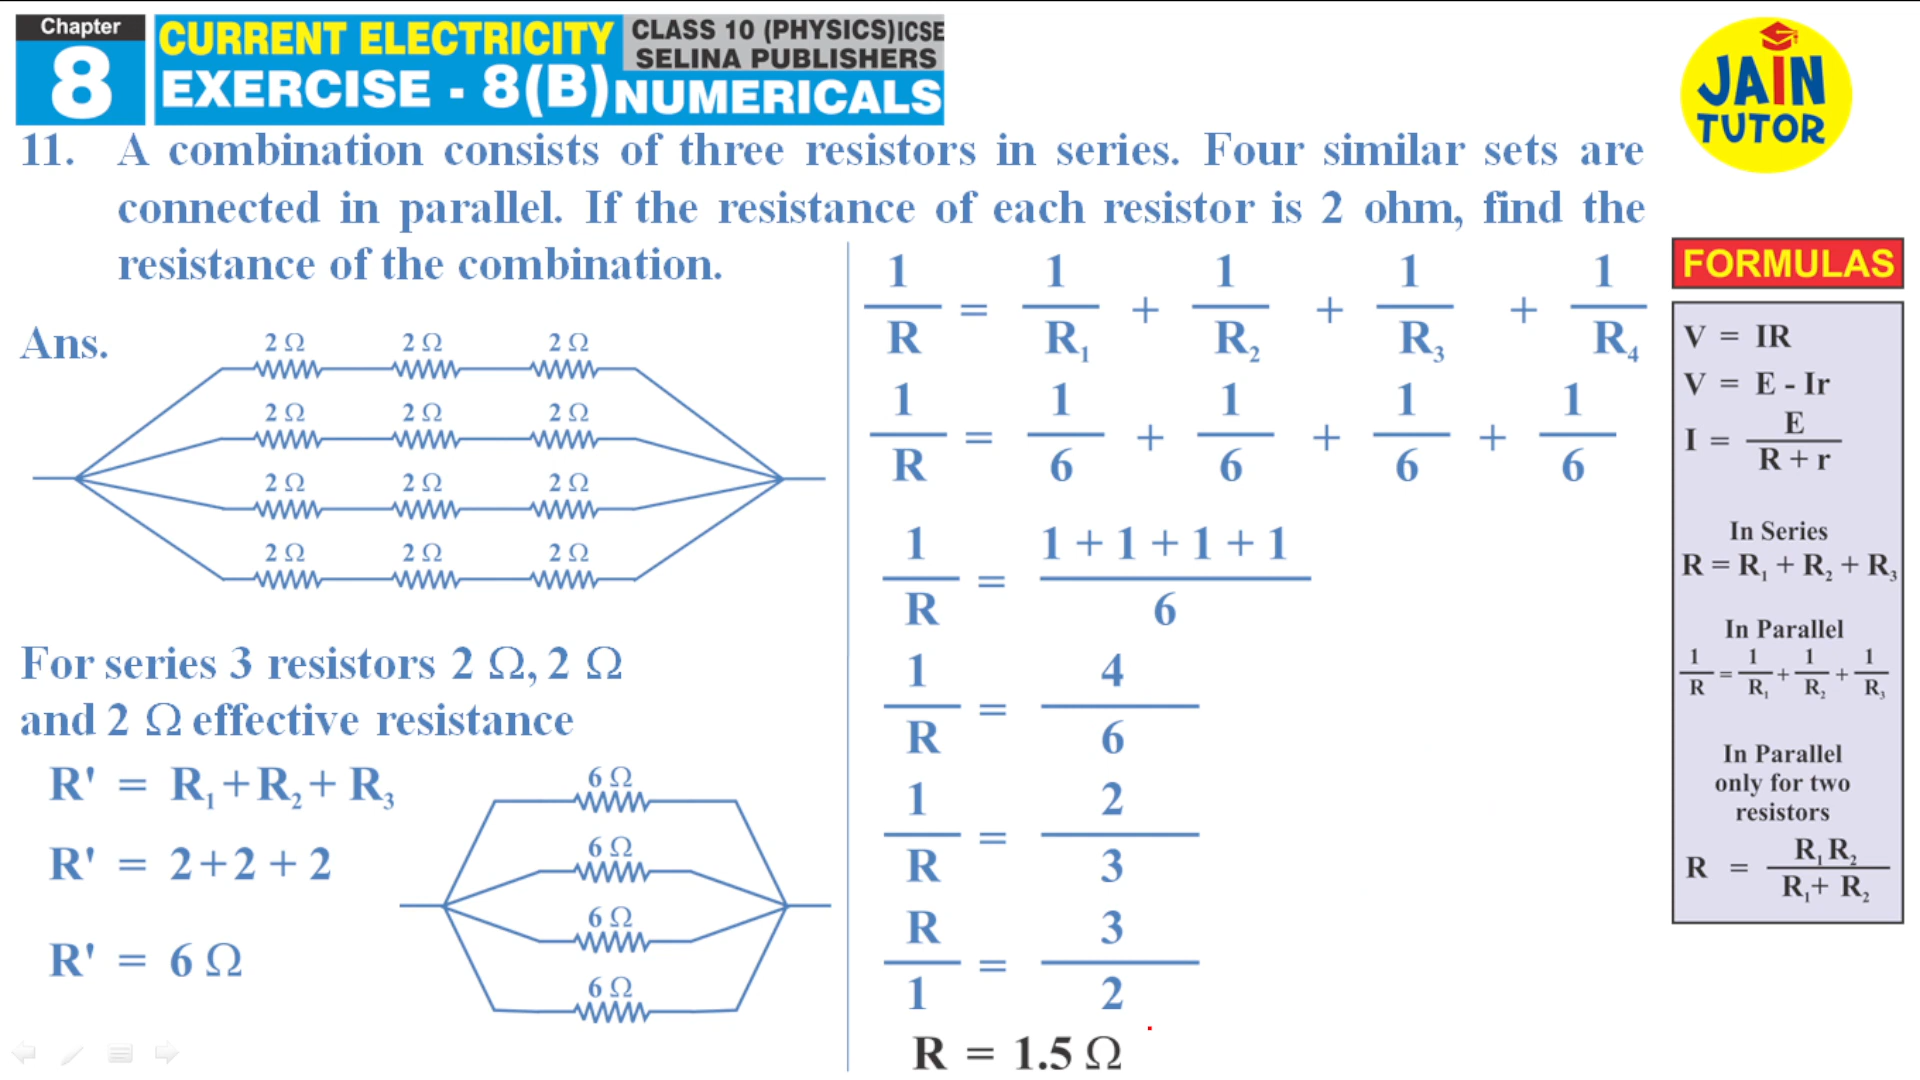 Chapter
8
CURRENT ELECTRICITY
EXERCISE - 8(B)
CLASS 10 (PHYSICS)ICSE
SELINA PUBLISHERS
NUMERICALS
JAIN
TUTOR
11. A combination consists of three resistors in series. Four similar sets are
connected in parallel. If the resistance of each resistor is 2 ohm, find the
resistance of the combination.
Ans.
2 Ω 2 Ω 2 Ω
2 Ω 2 Ω 2 Ω
2 Ω 2 Ω 2 Ω
2 Ω 2 Ω 2 Ω
For series 3 resistors 2 Ω, 2 Ω
and 2 Ω effective resistance
R' = R₁ + R₂ + R₃
R' = 2 + 2 + 2
R' = 6 Ω
6 Ω
6 Ω
6 Ω
6 Ω
1/R = 1/R₁ + 1/R₂ + 1/R₃ + 1/R₄
1/R = 1/6 + 1/6 + 1/6 + 1/6
1/R = 1 + 1 + 1 + 1/6
1/R = 4/6
1/R = 2/3
R/1 = 3/2
R = 1.5 Ω
FORMULAS
V = IR
V = E - Ir
I = E/R + r
In Series
R = R₁ + R₂ + R₃
In Parallel
1/R = 1/R₁ + 1/R₂ + 1/R₃
In Parallel
only for two
resistors
R = R₁ R₂/R₁ + R₂